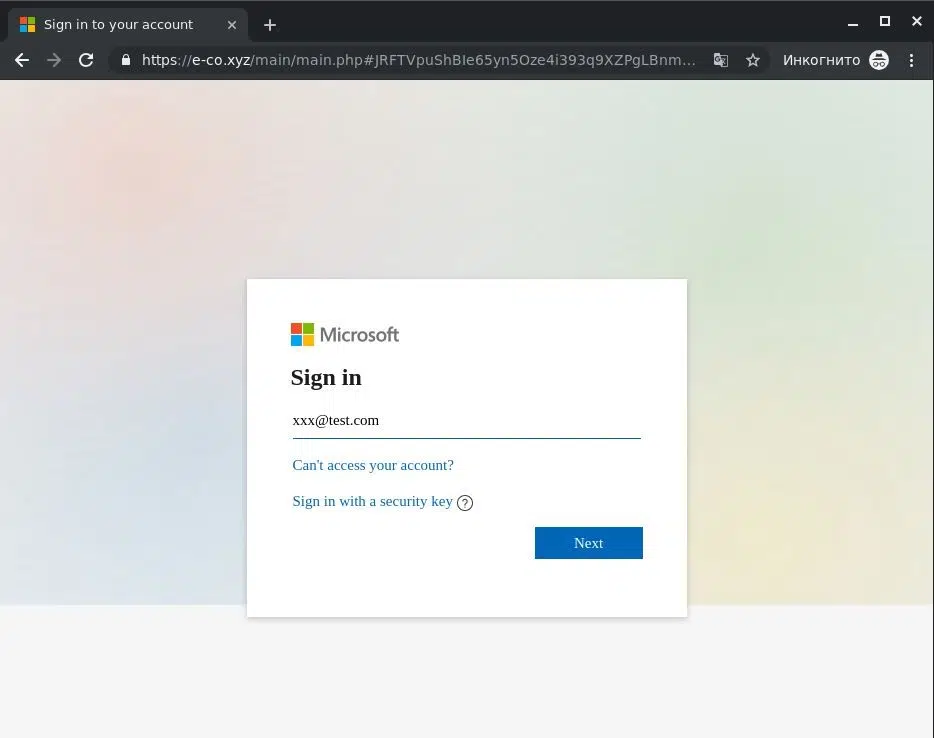 Sign in to your account
https://e-co.xyz/main/main.php#JRFTVpuShBIe65yn5Oze4i393q9XZPgLBnm... Инкогнито
Microsoft
Sign in
xxx@test.com
Can't access your account?
Sign in with a security key ?
Next